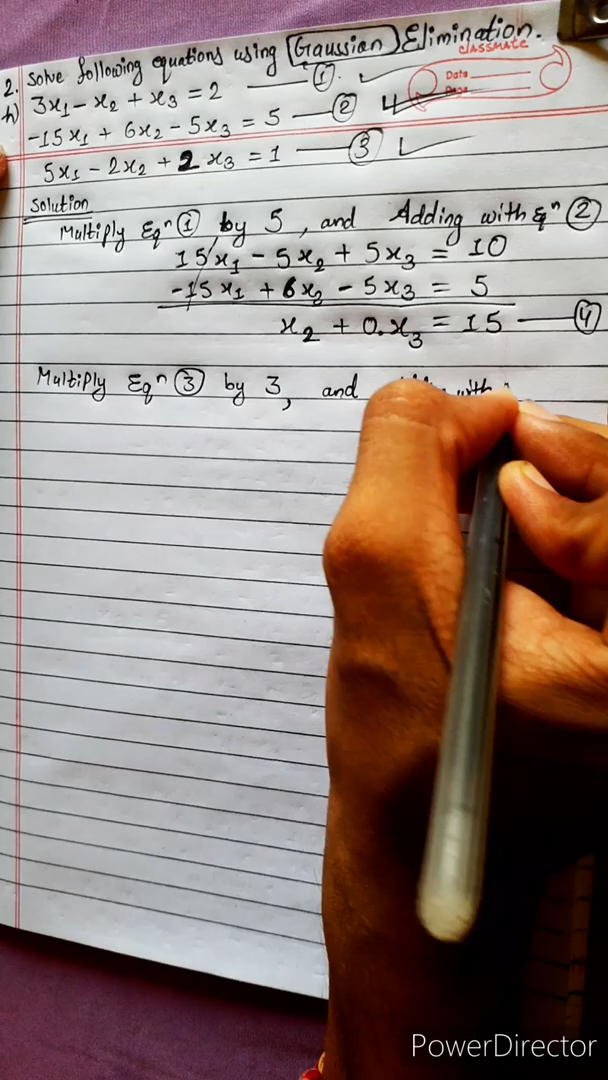 2. Solve following equations using Gaussian Elimination.
classmate
Date
Page
h) 3x₁ - x₂ + x₃ = 2 —— ①
-15x₁ + 6x₂ - 5x₃ = 5 —— ②
5x₁ - 2x₂ + 2x₃ = 1 —— ③
Solution
Multiply Eqⁿ ① by 5, and Adding with Eqⁿ ②
15x₁ - 5x₂ + 5x₃ = 10
-15x₁ + 6x₂ - 5x₃ = 5
x₂ + 0.x₃ = 15 —— ④
Multiply Eqⁿ ③ by 3, and with
PowerDirector